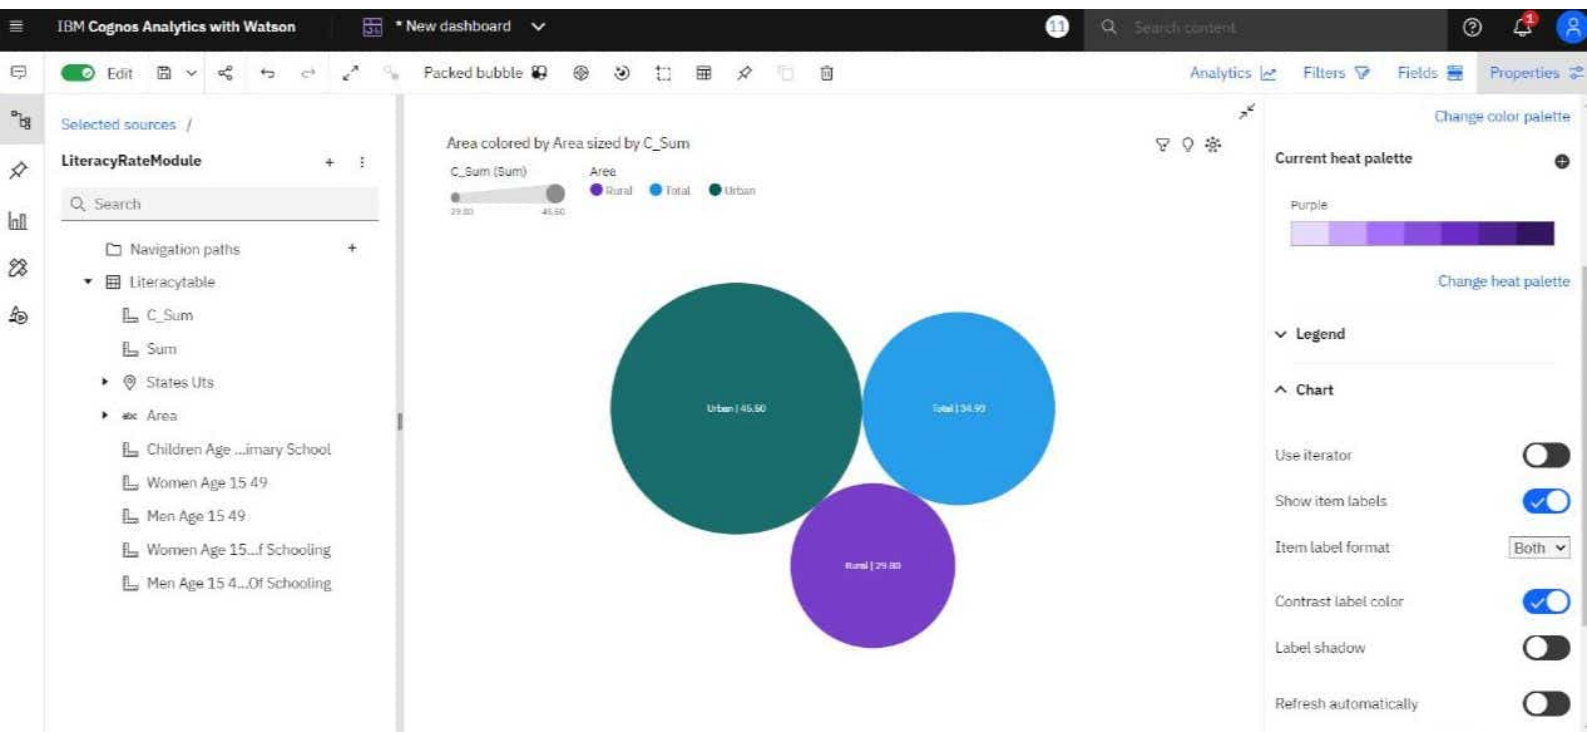 IBM Cognos Analytics with Watson
* New dashboard
11
Search content
1
Edit
Packed bubble
Analytics
Filters
Fields
Properties
Selected sources /
LiteracyRateModule
Search
Navigation paths
Literacytable
C_Sum
Sum
States Uts
abc Area
Children Age ...imary School
Women Age 15 49
Men Age 15 49
Women Age 15...f Schooling
Men Age 15 4...Of Schooling
Area colored by Area sized by C_Sum
C_Sum (Sum)
Area
29.80
45.60
Rural
Total
Urban
Urban | 45.60
Total | 34.90
Rural | 29.80
Change color palette
Current heat palette
Purple
Change heat palette
Legend
Chart
Use iterator
Show item labels
Item label format
Both
Contrast label color
Label shadow
Refresh automatically